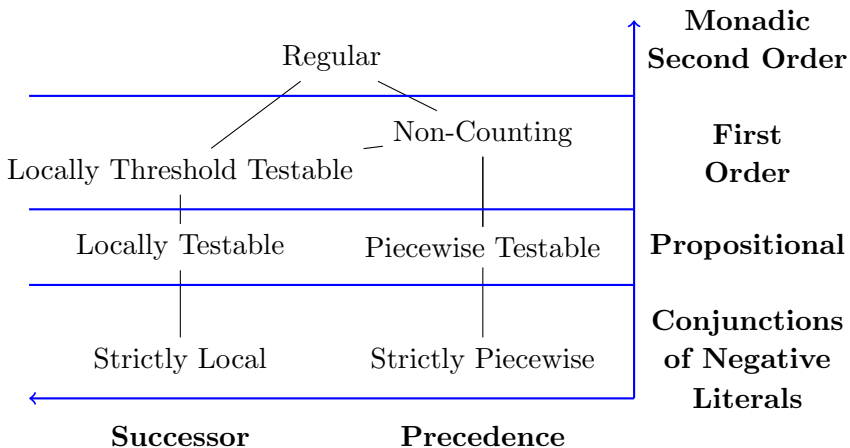 Monadic
Second Order
Regular
Non-Counting
First
Order
Locally Threshold Testable
Locally Testable
Piecewise Testable
Propositional
Conjunctions
of Negative
Literals
Strictly Local
Strictly Piecewise
Successor
Precedence